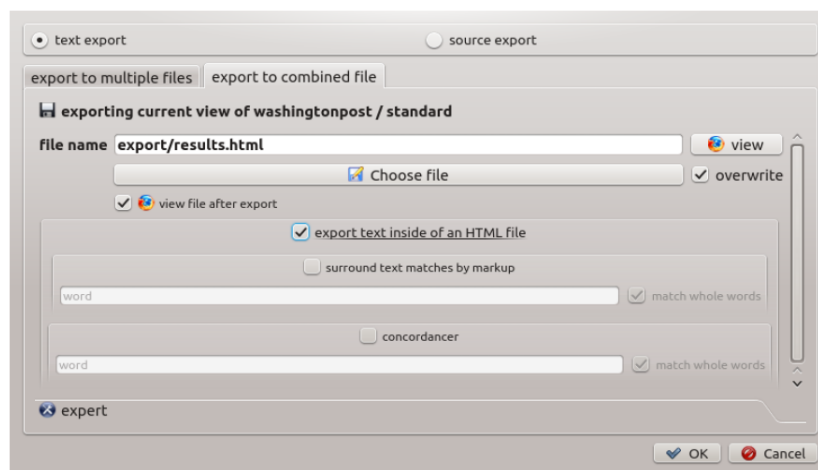 text export source export
export to multiple files export to combined file
exporting current view of washingtonpost / standard
file name export/results.html view
Choose file overwrite
view file after export
export text inside of an HTML file
surround text matches by markup
word match whole words
concordancer
word match whole words
expert
OK Cancel